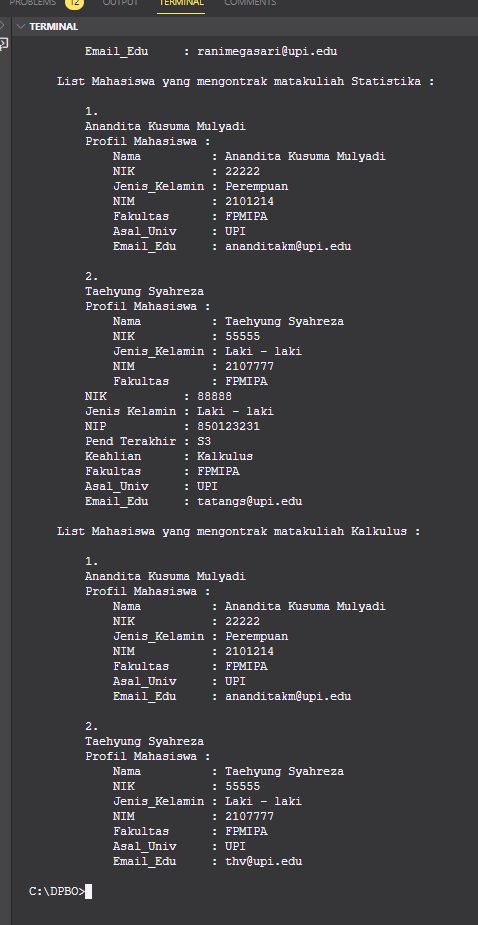 PROBLEMS 12 OUTPUT TERMINAL COMMENTS
TERMINAL
Email_Edu : ranimegasari@upi.edu
List Mahasiswa yang mengontrak matakuliah Statistika :
1.
Anandita Kusuma Mulyadi
Profil Mahasiswa :
Nama : Anandita Kusuma Mulyadi
NIK : 22222
Jenis_Kelamin : Perempuan
NIM : 2101214
Fakultas : FPMIPA
Asal_Univ : UPI
Email_Edu : ananditakm@upi.edu
2.
Taehyung Syahreza
Profil Mahasiswa :
Nama : Taehyung Syahreza
NIK : 55555
Jenis_Kelamin : Laki - laki
NIM : 2107777
Fakultas : FPMIPA
NIK : 88888
Jenis Kelamin : Laki - laki
NIP : 850123231
Pend Terakhir : S3
Keahlian : Kalkulus
Fakultas : FPMIPA
Asal_Univ : UPI
Email_Edu : tatangs@upi.edu
List Mahasiswa yang mengontrak matakuliah Kalkulus :
1.
Anandita Kusuma Mulyadi
Profil Mahasiswa :
Nama : Anandita Kusuma Mulyadi
NIK : 22222
Jenis_Kelamin : Perempuan
NIM : 2101214
Fakultas : FPMIPA
Asal_Univ : UPI
Email_Edu : ananditakm@upi.edu
2.
Taehyung Syahreza
Profil Mahasiswa :
Nama : Taehyung Syahreza
NIK : 55555
Jenis_Kelamin : Laki - laki
NIM : 2107777
Fakultas : FPMIPA
Asal_Univ : UPI
Email_Edu : thv@upi.edu
C:\DPBO>